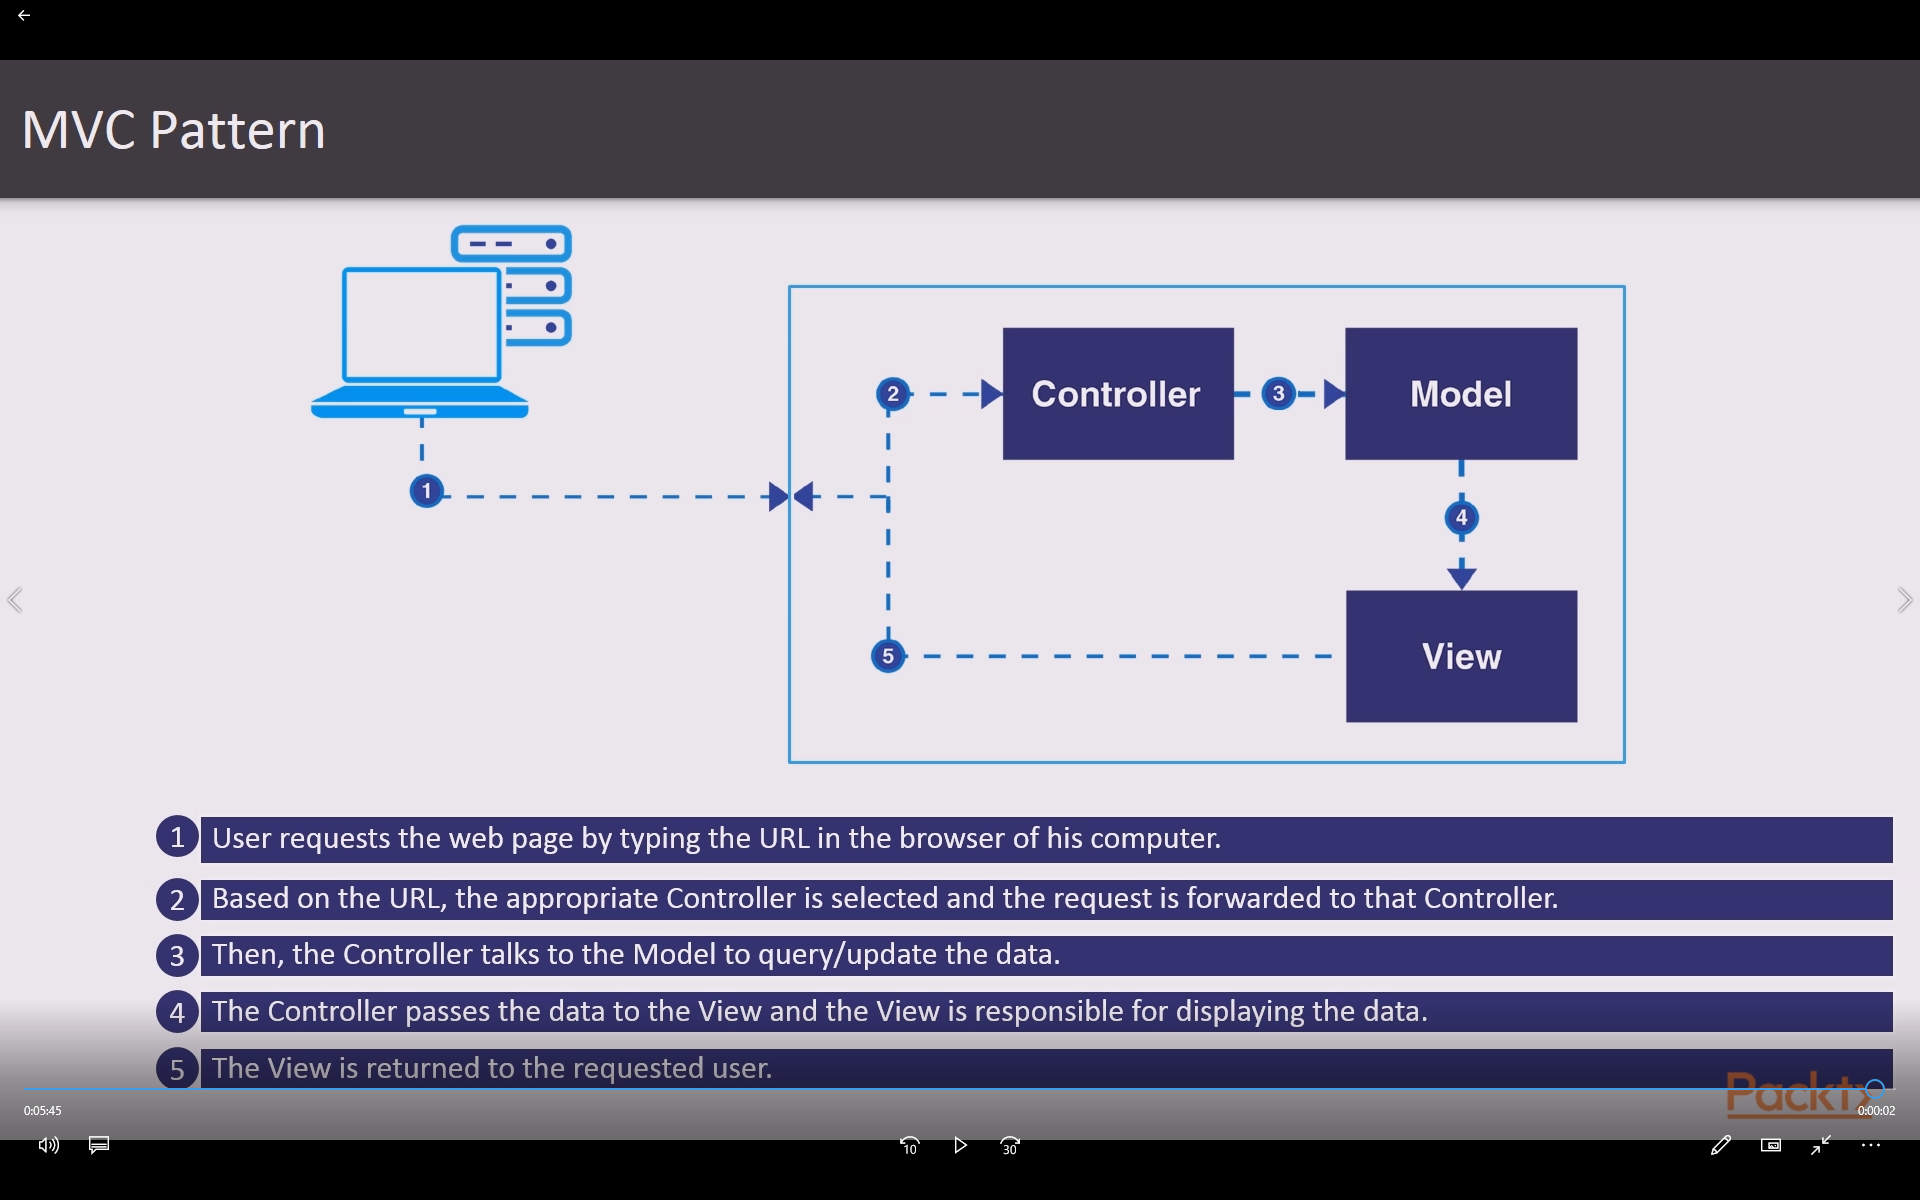 MVC Pattern
2
Controller
3
Model
1
4
5
View
1 User requests the web page by typing the URL in the browser of his computer.
2 Based on the URL, the appropriate Controller is selected and the request is forwarded to that Controller.
3 Then, the Controller talks to the Model to query/update the data.
4 The Controller passes the data to the View and the View is responsible for displaying the data.
5 The View is returned to the requested user.
Packt>
0:05:45
0:00:02
10
30